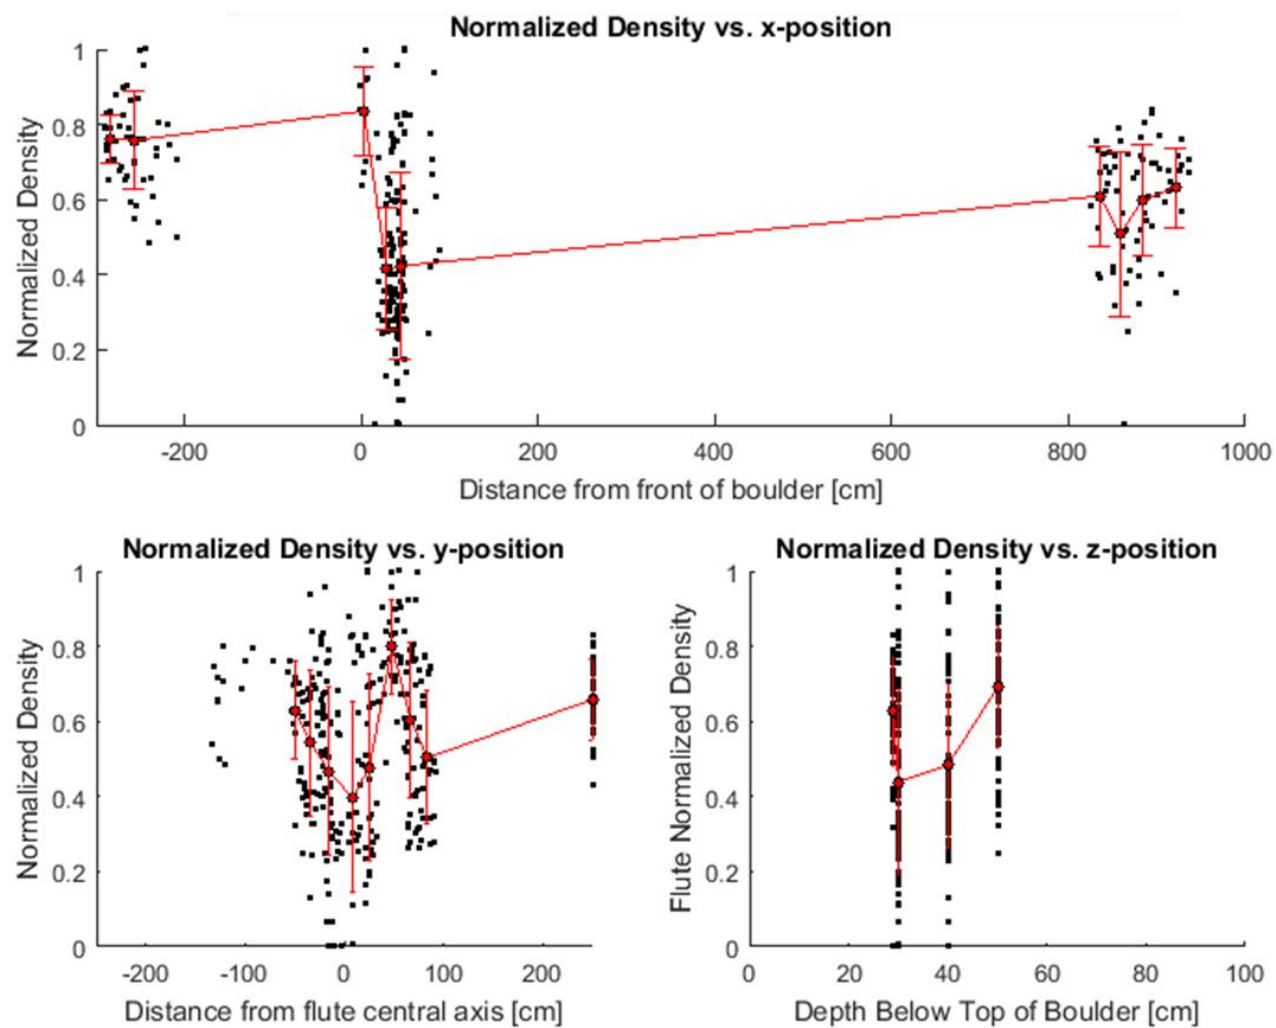 Normalized Density vs. x-position
1
0.8
0.6
0.4
0.2
0
Normalized Density
-200 0 200 400 600 800 1000
Distance from front of boulder [cm]
Normalized Density vs. y-position
1
0.8
0.6
0.4
0.2
0
Normalized Density
-200 -100 0 100 200
Distance from flute central axis [cm]
Normalized Density vs. z-position
1
0.8
0.6
0.4
0.2
0
Flute Normalized Density
0 20 40 60 80 100
Depth Below Top of Boulder [cm]